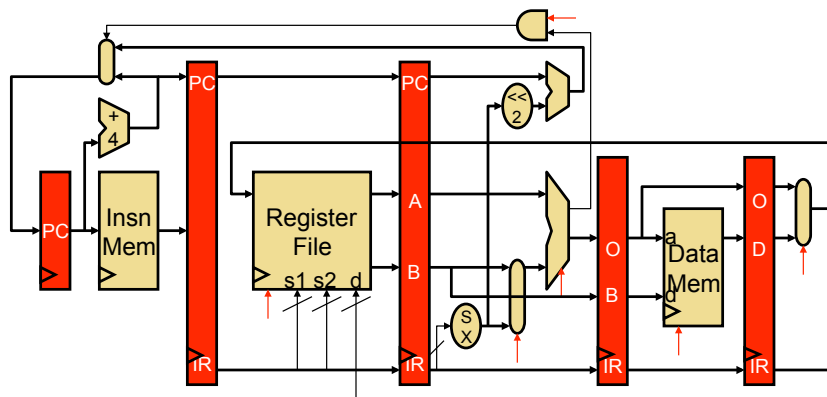 PC
PC
<<
2
+
4
PC
Insn
Mem
Register
File
s1 s2 d
A
B
S
X
O
B
a
d
Data
Mem
O
D
IR
IR
IR
IR